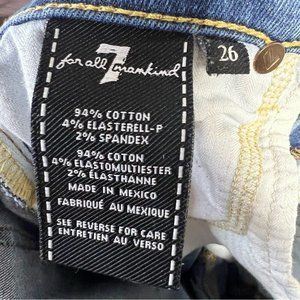 7
for all mankind
26
94% COTTON
4% ELASTERELL-P
2% SPANDEX
94% COTON
4% ELASTOMULTIESTER
2% ELASTHANNE
MADE IN MEXICO
FABRIQUÉ AU MEXIQUE
SEE REVERSE FOR CARE
ENTRETIEN AU VERSO